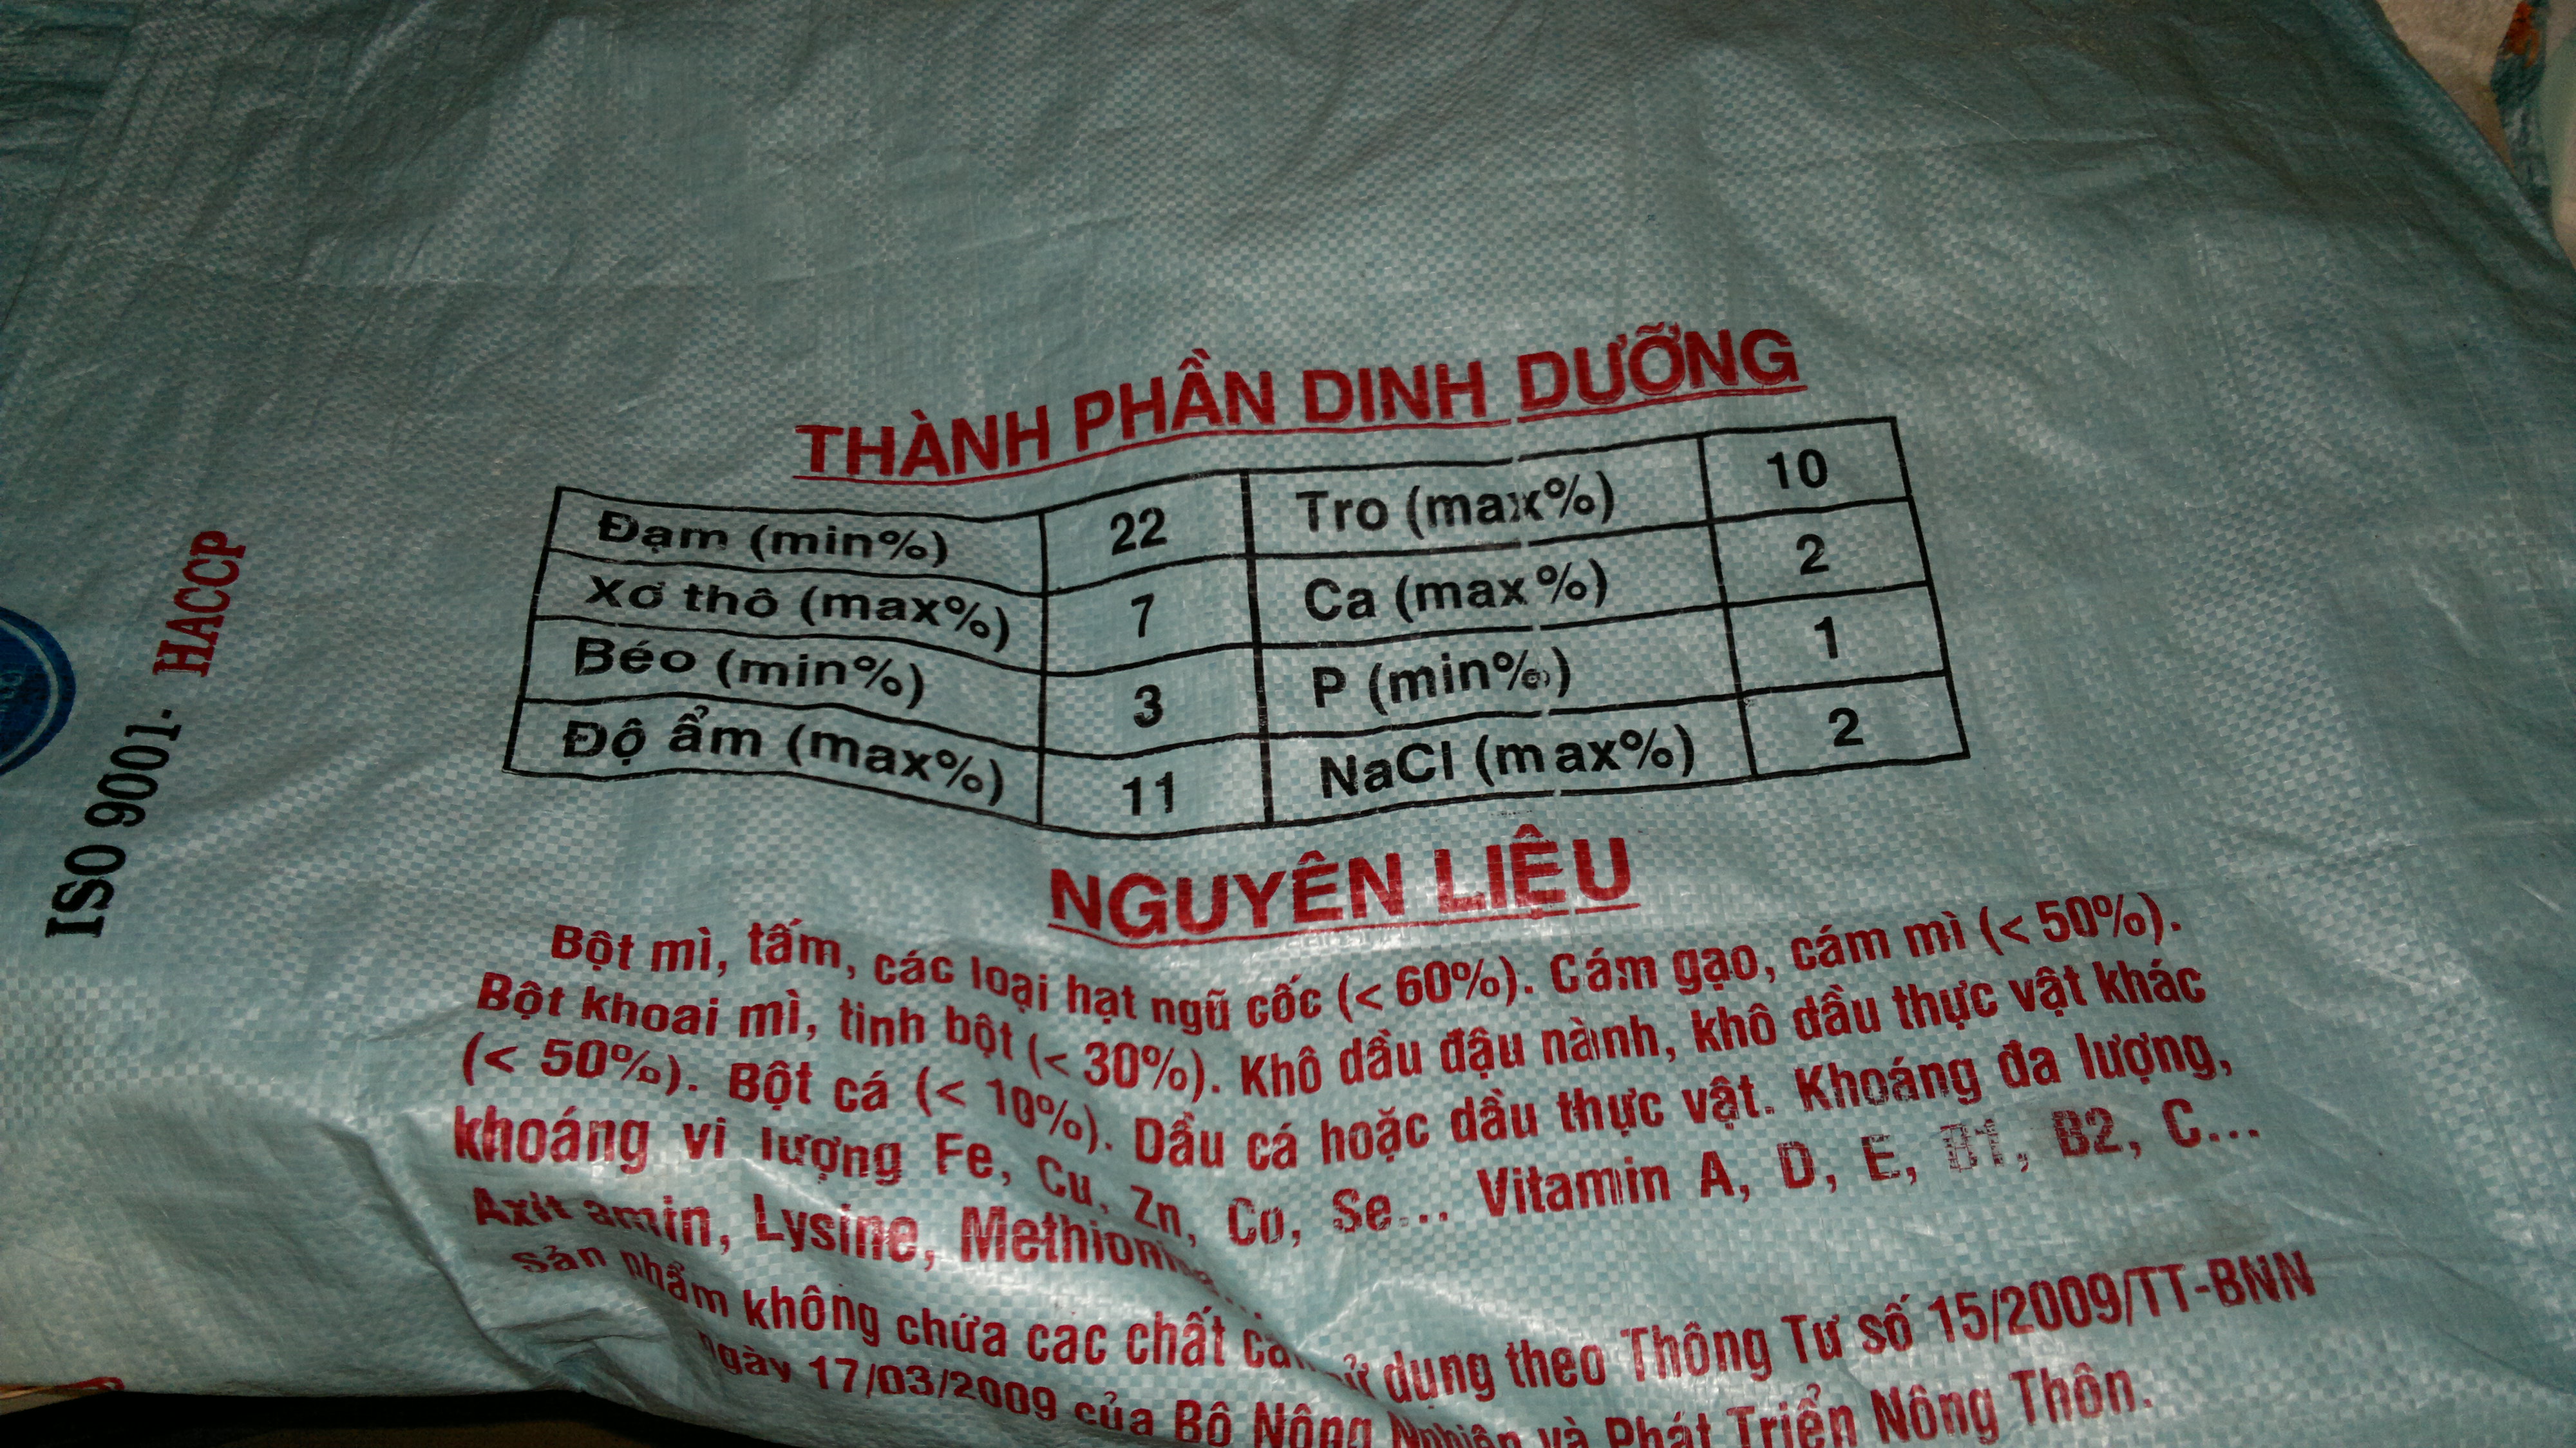 THÀNH PHẦN DINH DƯỠNG
Đạm (min%) 22 Tro (max%) 10
Xơ thô (max%) 7 Ca (max%) 2
Béo (min%) 3 P (min%) 1
Độ ẩm (max%) 11 NaCl (max%) 2
ISO 9001- HACCP
NGUYÊN LIỆU
Bột mì, tấm, các loại hạt ngũ cốc (< 60%). Cám gạo, cám mì (< 50%).
Bột khoai mì, tinh bột (< 30%). Khô dầu đậu nành, khô dầu thực vật khác
(< 50%). Bột cá (< 10%). Dầu cá hoặc dầu thực vật. Khoáng đa lượng,
khoáng vi lượng Fe, Cu, Zn, Co, Se... Vitamin A, D, E, B1, B2, C...
Axit amin, Lysine, Methionine...
Sản phẩm không chứa các chất dụng theo Thông Tư số 15/2009/TT-BNN
ngày 17/03/2009 của Bộ Nông Nghiệp và Phát Triển Nông Thôn.